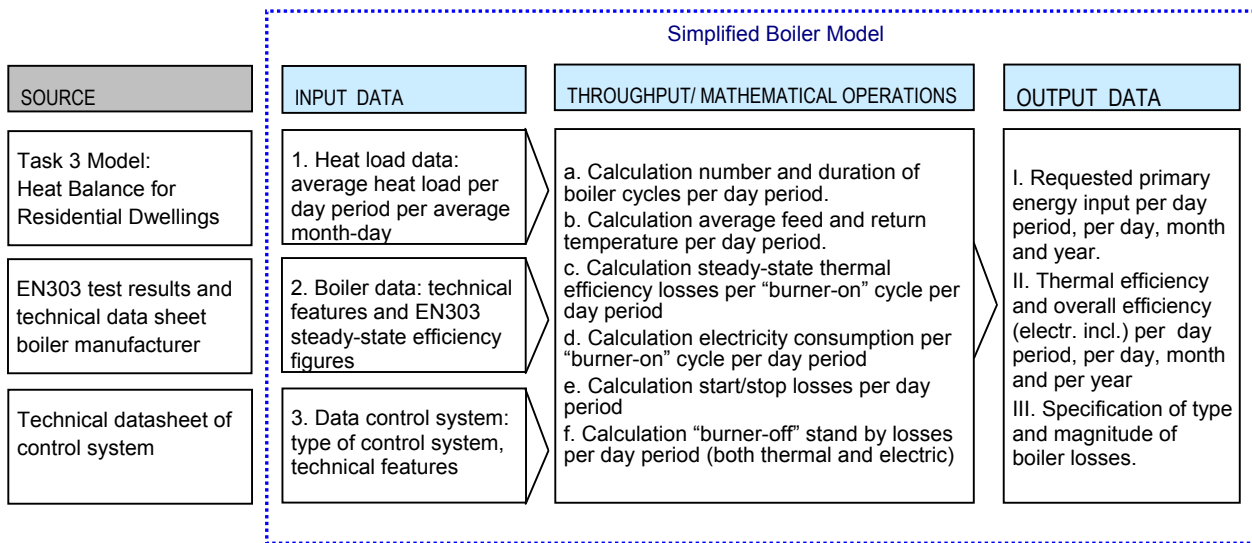 Simplified Boiler Model
SOURCE
INPUT DATA
THROUGHPUT/ MATHEMATICAL OPERATIONS
OUTPUT DATA
Task 3 Model:
Heat Balance for
Residential Dwellings
EN303 test results and
technical data sheet
boiler manufacturer
Technical datasheet of
control system
1. Heat load data:
average heat load per
day period per average
month-day
2. Boiler data: technical
features and EN303
steady-state efficiency
figures
3. Data control system:
type of control system,
technical features
a. Calculation number and duration of
boiler cycles per day period.
b. Calculation average feed and return
temperature per day period.
c. Calculation steady-state thermal
efficiency losses per “burner-on” cycle per
day period
d. Calculation electricity consumption per
“burner-on” cycle per day period
e. Calculation start/stop losses per day
period
f. Calculation “burner-off” stand by losses
per day period (both thermal and electric)
I. Requested primary
energy input per day
period, per day, month
and year.
II. Thermal efficiency
and overall efficiency
(electr. incl.) per day
period, per day, month
and per year
III. Specification of type
and magnitude of
boiler losses.